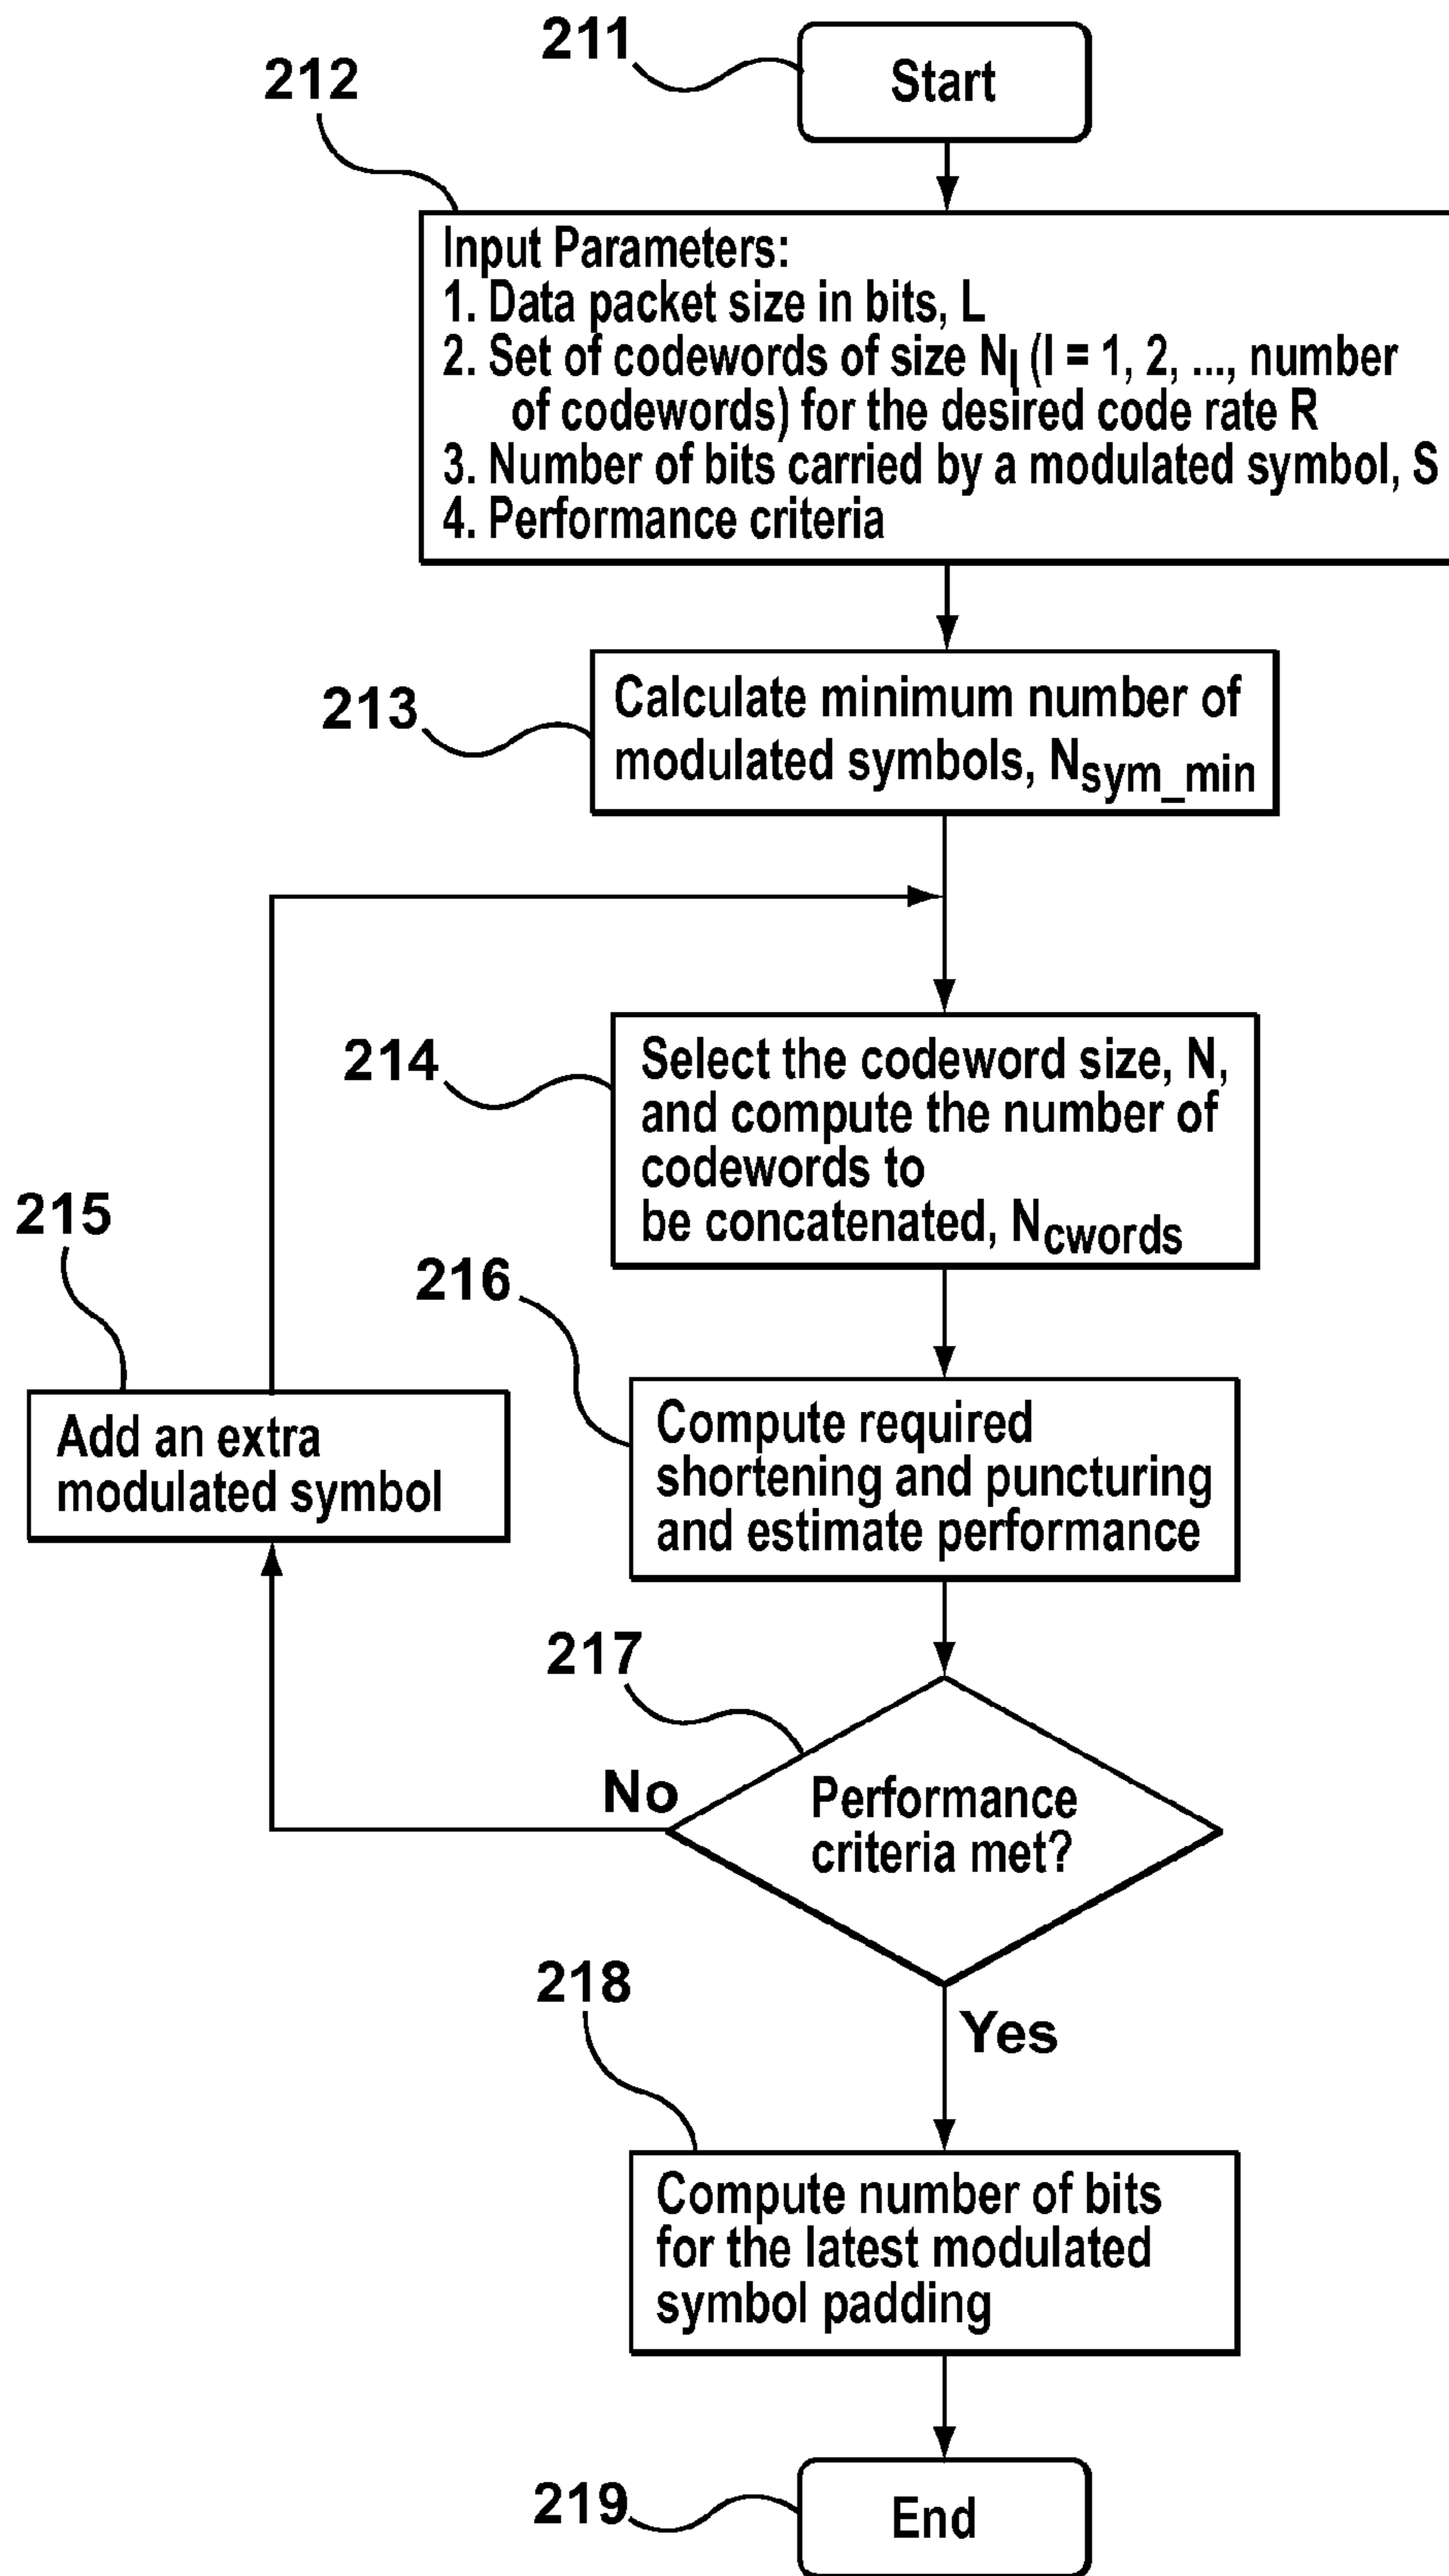 211
Start
212
Input Parameters:
1. Data packet size in bits, L
2. Set of codewords of size Nl (l = 1, 2, ..., number
of codewords) for the desired code rate R
3. Number of bits carried by a modulated symbol, S
4. Performance criteria
213
Calculate minimum number of
modulated symbols, Nsym_min
214
Select the codeword size, N,
and compute the number of
codewords to
be concatenated, Ncwords
215
Add an extra
modulated symbol
216
Compute required
shortening and puncturing
and estimate performance
217
No
Performance
criteria met?
218
Yes
Compute number of bits
for the latest modulated
symbol padding
219
End